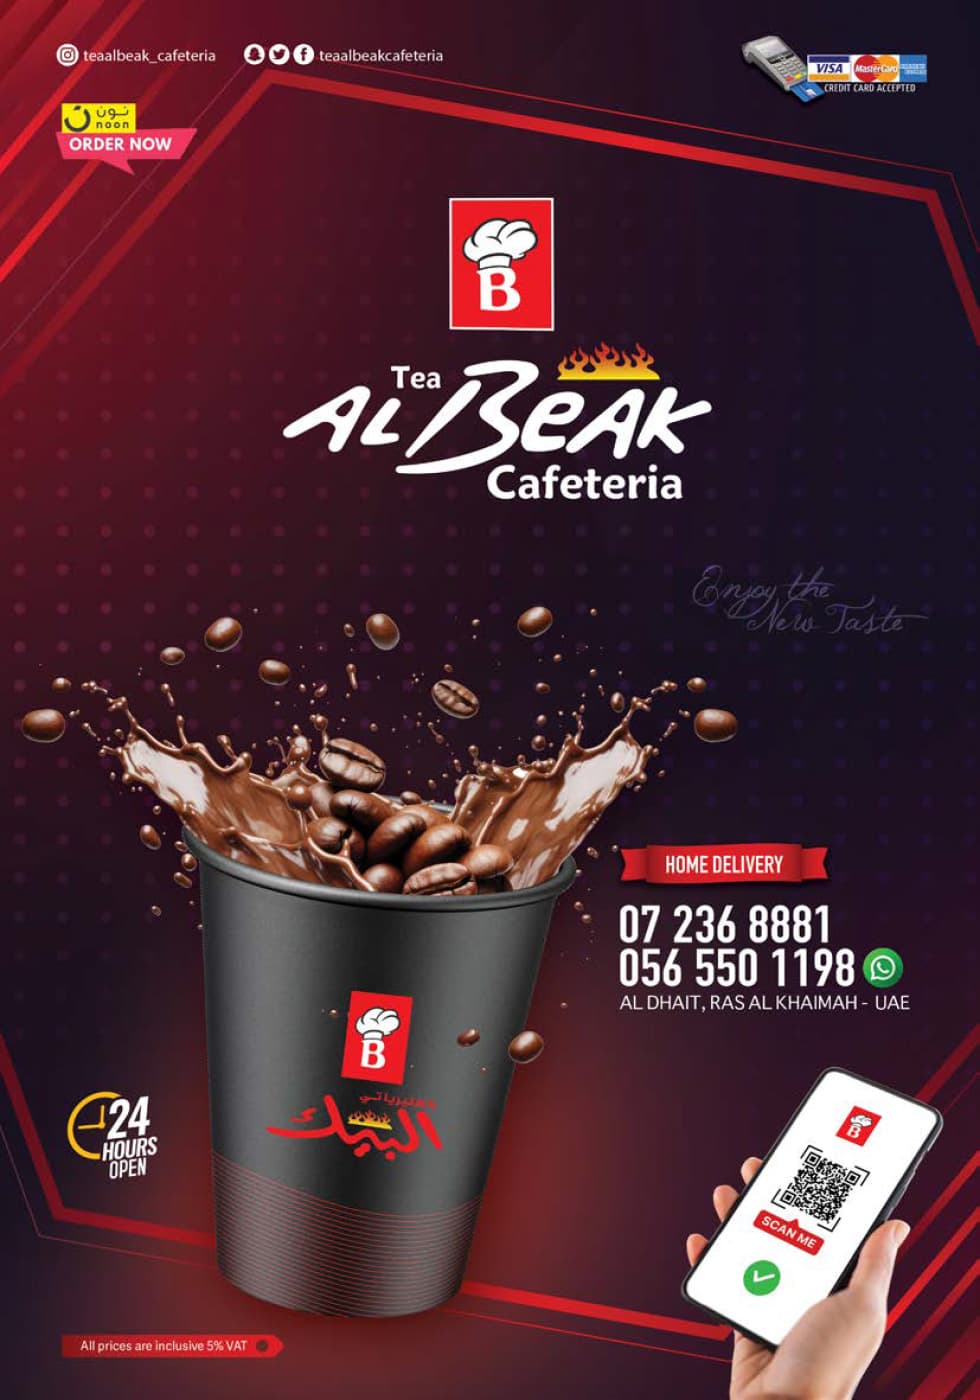 teaalbeak_cafeteria
teaalbeakcafeteria
VISA
MasterCard
CREDIT CARD ACCEPTED
نون
noon
ORDER NOW
B
Tea
AL BEAK
Cafeteria
Enjoy the
New Taste
HOME DELIVERY
07 236 8881
056 550 1198
AL DHAIT, RAS AL KHAIMAH - UAE
B
البيك
24
HOURS
OPEN
B
SCAN ME
All prices are inclusive 5% VAT